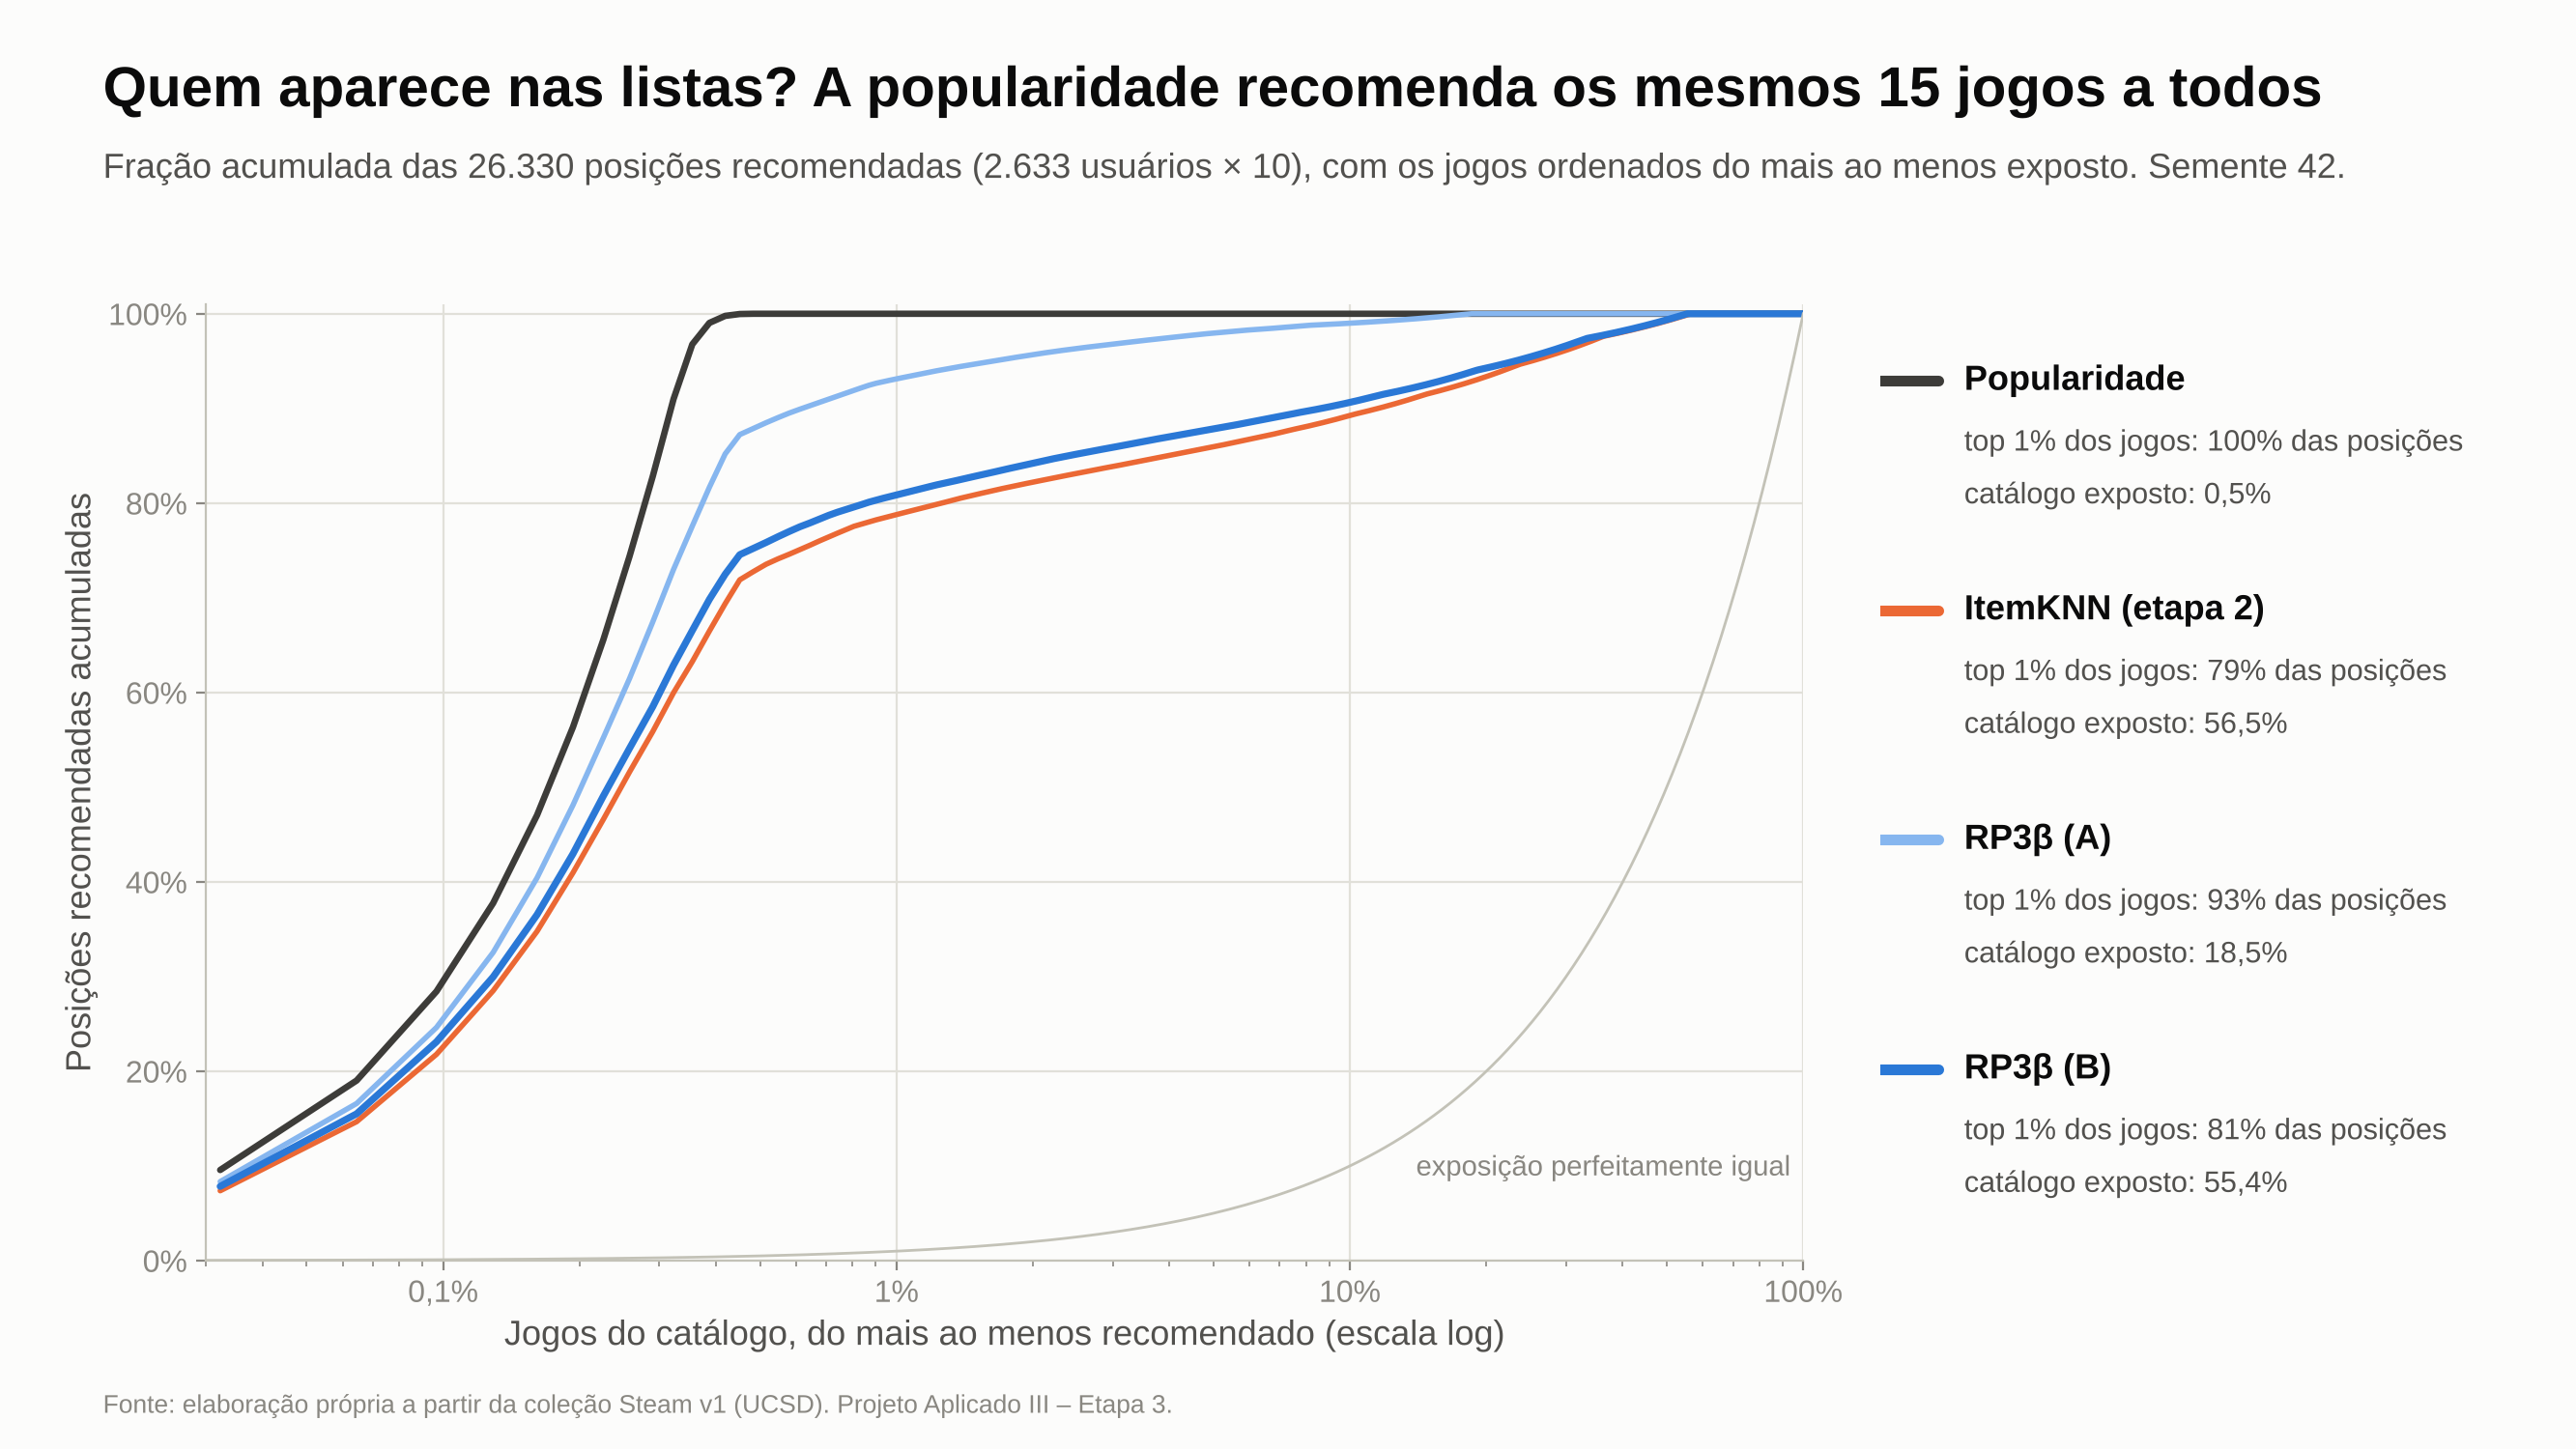 Quem aparece nas listas? A popularidade recomenda os mesmos 15 jogos a todos
Fração acumulada das 26.330 posições recomendadas (2.633 usuários × 10), com os jogos ordenados do mais ao menos exposto. Semente 42.
Posições recomendadas acumuladas
100%
80%
60%
40%
20%
0%
0,1%
1%
10%
100%
Jogos do catálogo, do mais ao menos recomendado (escala log)
exposição perfeitamente igual
Popularidade
top 1% dos jogos: 100% das posições
catálogo exposto: 0,5%
ItemKNN (etapa 2)
top 1% dos jogos: 79% das posições
catálogo exposto: 56,5%
RP3β (A)
top 1% dos jogos: 93% das posições
catálogo exposto: 18,5%
RP3β (B)
top 1% dos jogos: 81% das posições
catálogo exposto: 55,4%
Fonte: elaboração própria a partir da coleção Steam v1 (UCSD). Projeto Aplicado III – Etapa 3.